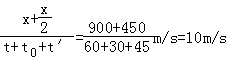 (x+x/2)/(t+t₀+t′)=(900+450)/(60+30+45)m/s=10m/s